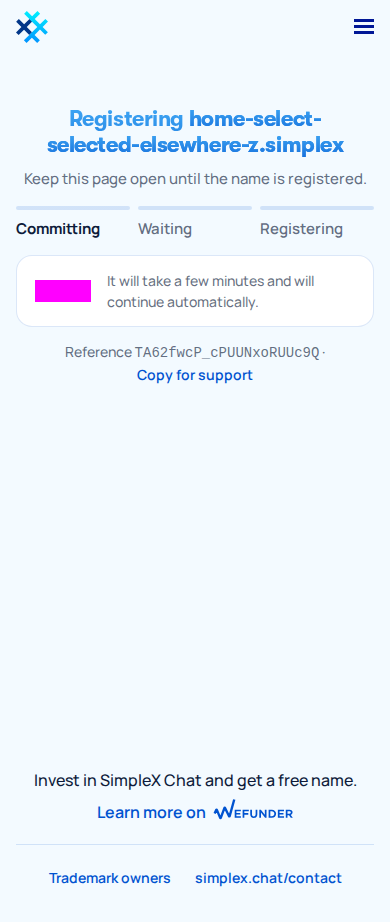 Registering home-select-
selected-elsewhere-z.simplex
Keep this page open until the name is registered.
Committing
Waiting
Registering
It will take a few minutes and will
continue automatically.
Reference TA62fwcP_cPUUNxoRUUc9Q ·
Copy for support
Invest in SimpleX Chat and get a free name.
Learn more on WEFUNDER
Trademark owners
simplex.chat/contact